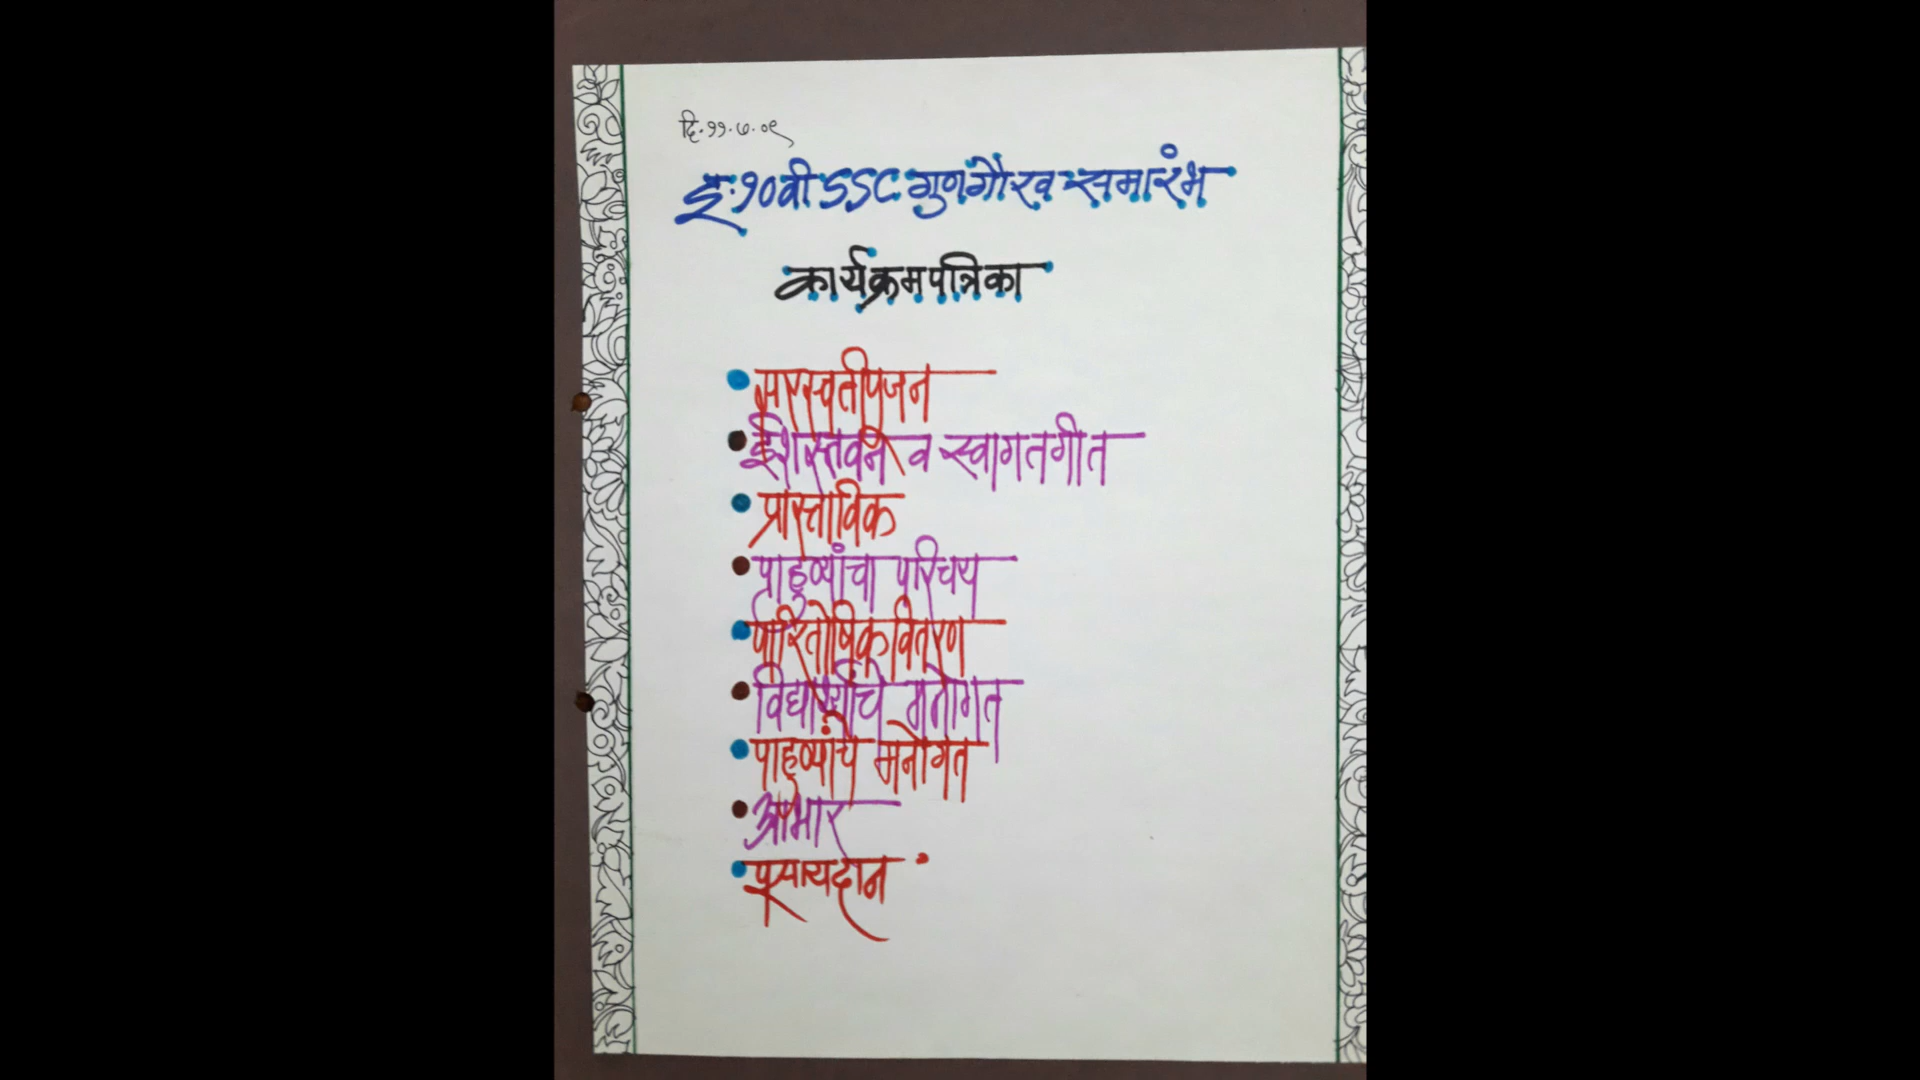 दि. ११.७.०९
इ. १० वी SSC गुणगौरव समारंभ
कार्यक्रमपत्रिका
सरस्वतीपूजन
ईशस्तवन व स्वागतगीत
प्रास्ताविक
पाहुण्यांचा परिचय
पारितोषिक वितरण
विद्यार्थ्यांचे मनोगत
पाहुण्यांचे मनोगत
आभार
पसायदान